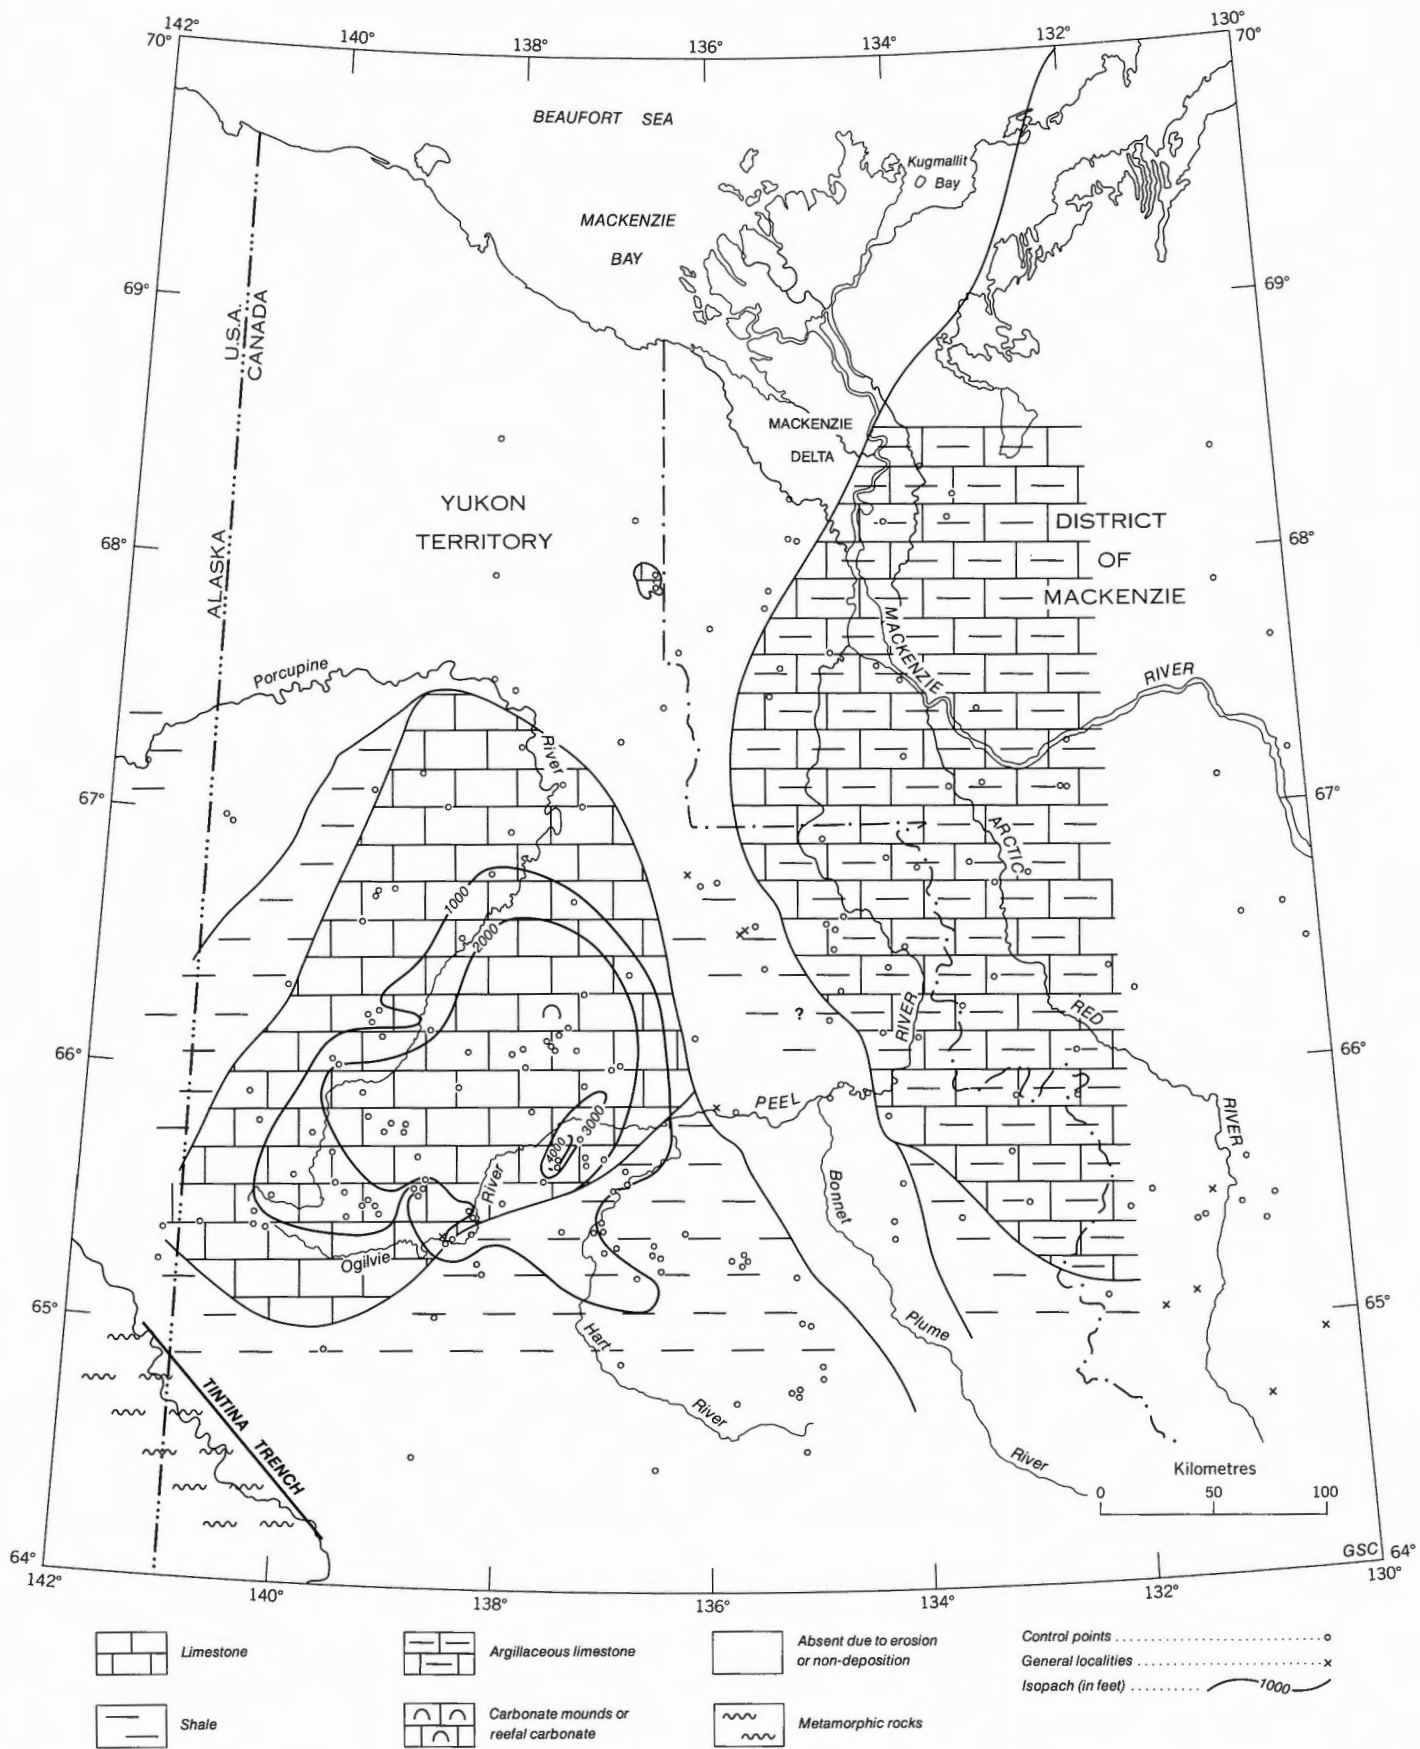 142° 140° 138° 136° 134° 132° 130°
70° 70°
BEAUFORT SEA
Kugmallit
Bay
MACKENZIE
BAY
69° 69°
U.S.A.
CANADA
MACKENZIE
DELTA
YUKON
TERRITORY
DISTRICT
OF
MACKENZIE
68° 68°
ALASKA
MACKENZIE
RIVER
Porcupine
River
67° 67°
ARCTIC
1000
2000
?
RIVER
RED
66° 66°
PEEL
RIVER
3000
4000
River
Bonnet
Ogilvie
65° 65°
Hart
Plume
TINTINA TRENCH
River
River
Kilometres
0 50 100
GSC
64° 64°
142° 140° 138° 136° 134° 132° 130°
Limestone
Argillaceous limestone
Absent due to erosion
or non-deposition
Control points
General localities
Isopach (in feet) 1000
Shale
Carbonate mounds or
reefal carbonate
Metamorphic rocks